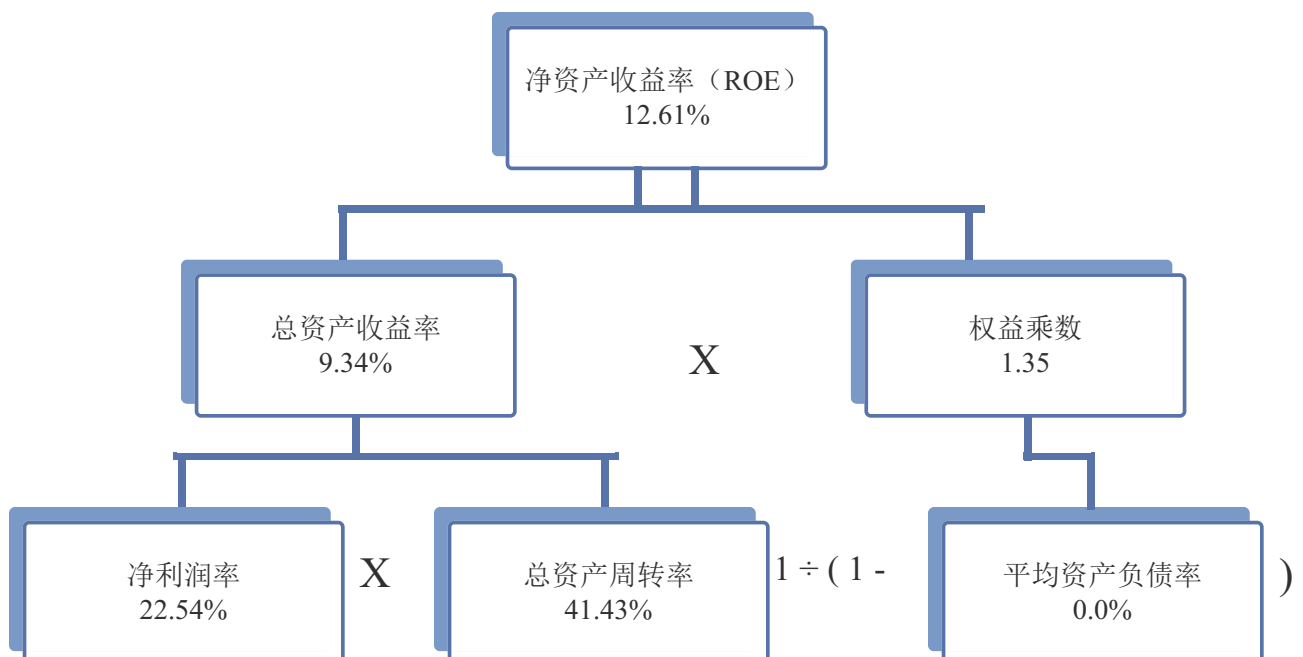 净资产收益率（ROE）
12.61%
总资产收益率
9.34%
X
权益乘数
1.35
净利润率
22.54%
X
总资产周转率
41.43%
1 ÷ ( 1 -
平均资产负债率
0.0%
)